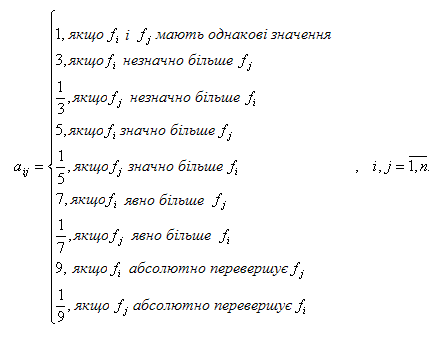 1, якщо f_i і f_j мають однакові значення
3, якщо f_i незначно більше f_j
1/3, якщо f_j незначно більше f_i
5, якщо f_i значно більше f_j
a_ij = { 1/5, якщо f_j значно більше f_i , i, j = \overline{1, n}.
7, якщо f_i явно більше f_j
1/7, якщо f_j явно більше f_i
9, якщо f_i абсолютно перевершує f_j
1/9, якщо f_j абсолютно перевершує f_i